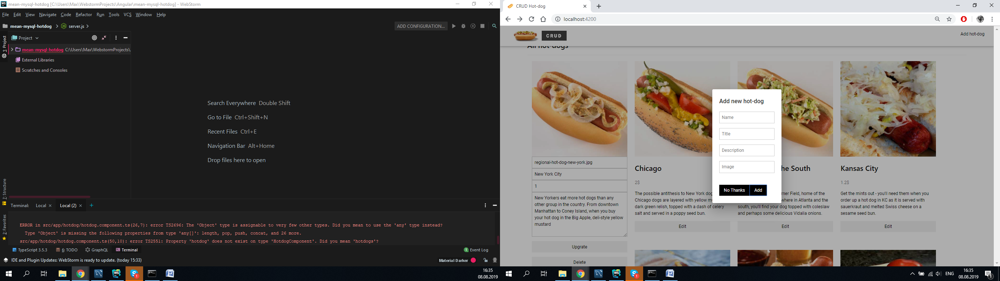 mean-mysql-hotdog [C:\Users\Max\WebstormProjects\Angular\mean-mysql-hotdog] - WebStorm
File Edit View Navigate Code Refactor Run Tools VCS Window Help
mean-mysql-hotdog server.js
ADD CONFIGURATION...
1: Project
Project
mean-mysql-hotdog C:\Users\Max\WebstormProjects\
External Libraries
Scratches and Consoles
Search Everywhere Double Shift
Go to File Ctrl+Shift+N
Recent Files Ctrl+E
Navigation Bar Alt+Home
Drop files here to open
7: Structure
2: Favorites
Terminal: Local Local (2)
ERROR in src/app/hotdog/hotdog.component.ts(26,7): error TS2696: The 'Object' type is assignable to very few other types. Did you mean to use the 'any' type instead?
Type 'Object' is missing the following properties from type 'any[]': length, pop, push, concat, and 26 more.
src/app/hotdog/hotdog.component.ts(50,10): error TS2551: Property 'hotdog' does not exist on type 'HotdogComponent'. Did you mean 'hotdogs'?
TypeScript 3.5.3 6: TODO GraphQL Terminal 1 Event Log
IDE and Plugin Updates: WebStorm is ready to update. (today 15:33)
Material Darker
16:35
08.08.2019
CRUD Hot-dog
localhost:4200
CRUD
Add hot-dog
All hot-dogs
regional-hot-dog-new-york.jpg
New York City
1
New Yorkers eat more hot dogs than any
other group in the country. From downtown
Manhattan to Coney Island, when you buy
your hot dog in the Big Apple, deli-style yellow
mustard
Upgrate
Delete
Chicago
2$
The possible antithesis to New York dog
Chicago dogs are layered with yellow mu
dark green relish, topped with a dash of celery
salt and served in a poppy seed bun.
Edit
Add new hot-dog
Name
Title
Description
Image
No Thanks Add
he South
rner Field, home of the
where in Atlanta and the
south, you'll find your dog topped with coleslaw
and perhaps some delicious Vidalia onions.
Edit
Kansas City
1.2$
Get the mints out - you'll need them when you
order up a hot dog in KC as it is served with
sauerkraut and melted Swiss cheese on a
sesame seed bun.
Edit
ENG
16:35
08.08.2019
1